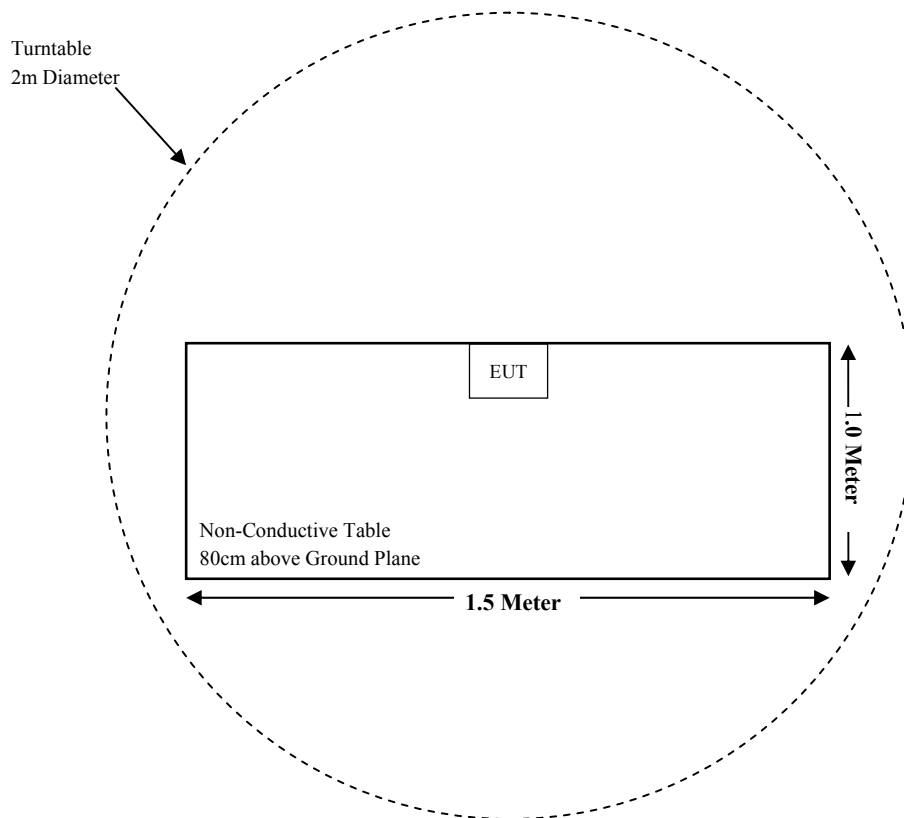 Turntable
2m Diameter
EUT
1.0 Meter
Non-Conductive Table
80cm above Ground Plane
1.5 Meter